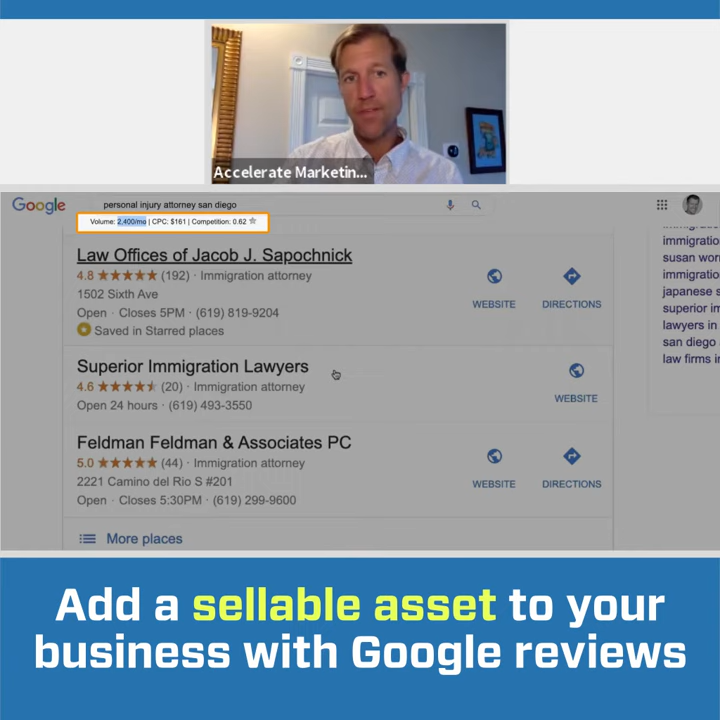 Accelerate Marketin...
Google
personal injury attorney san diego
Volume: 2,400/mo | CPC: $161 | Competition: 0.62
Law Offices of Jacob J. Sapochnick
4.8 ★★★★★ (192) · Immigration attorney
1502 Sixth Ave
Open · Closes 5PM · (619) 819-9204
Saved in Starred places
WEBSITE
DIRECTIONS
Superior Immigration Lawyers
4.6 ★★★★★ (20) · Immigration attorney
Open 24 hours · (619) 493-3550
WEBSITE
Feldman Feldman & Associates PC
5.0 ★★★★★ (44) · Immigration attorney
2221 Camino del Rio S #201
Open · Closes 5:30PM · (619) 299-9600
WEBSITE
DIRECTIONS
More places
immigratio
susan wor
immigratio
japanese s
superior im
lawyers in
san diego
law firms i
Add a sellable asset to your
business with Google reviews